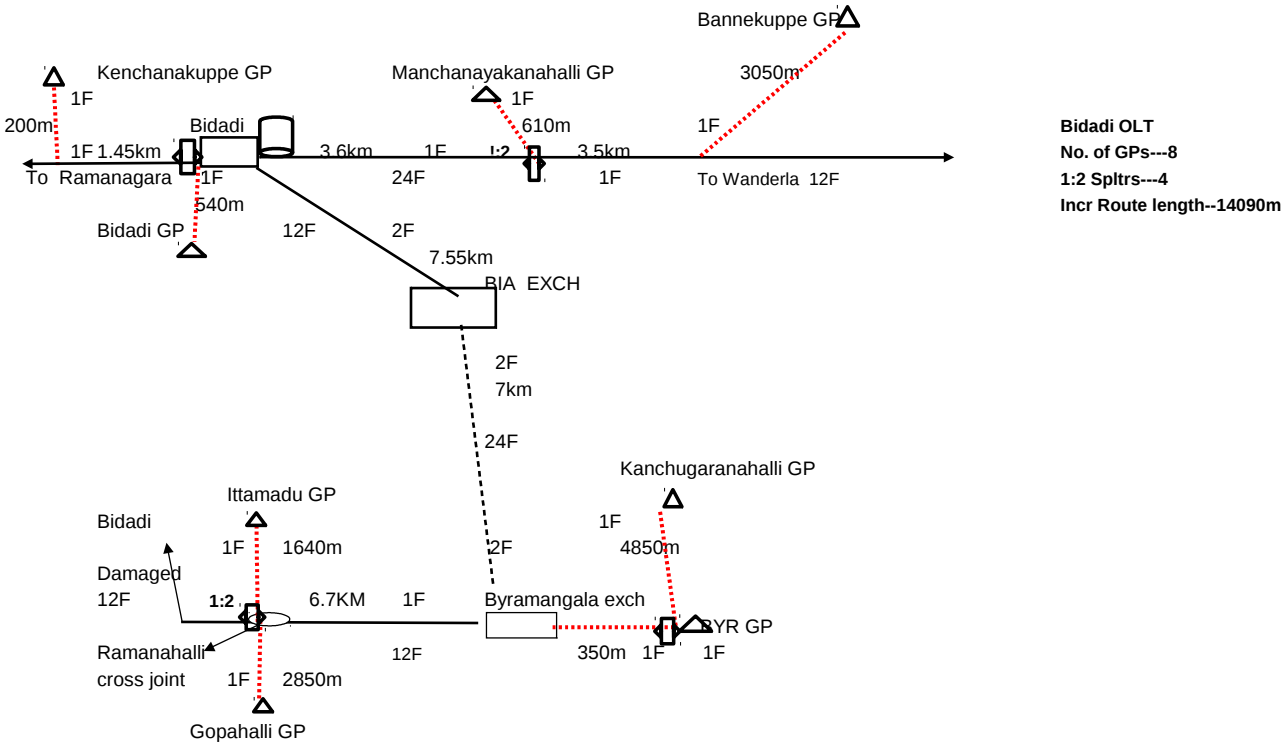 Bannekuppe GP
Kenchanakuppe GP
Manchanayakanahalli GP
3050m
1F
1F
200m
Bidadi
610m
1F
Bidadi OLT
1F 1.45km
3.6km
1F
!:2
3.5km
No. of GPs---8
To Ramanagara
1F
24F
1F
To Wanderla 12F
1:2 Spltrs---4
540m
Incr Route length--14090m
Bidadi GP
12F
2F
7.55km
BIA EXCH
2F
7km
24F
Kanchugaranahalli GP
Ittamadu GP
Bidadi
1F
1F
1640m
2F
4850m
Damaged
12F
1:2
6.7KM
1F
Byramangala exch
BYR GP
Ramanahalli
12F
350m
1F
1F
cross joint
1F
2850m
Gopahalli GP